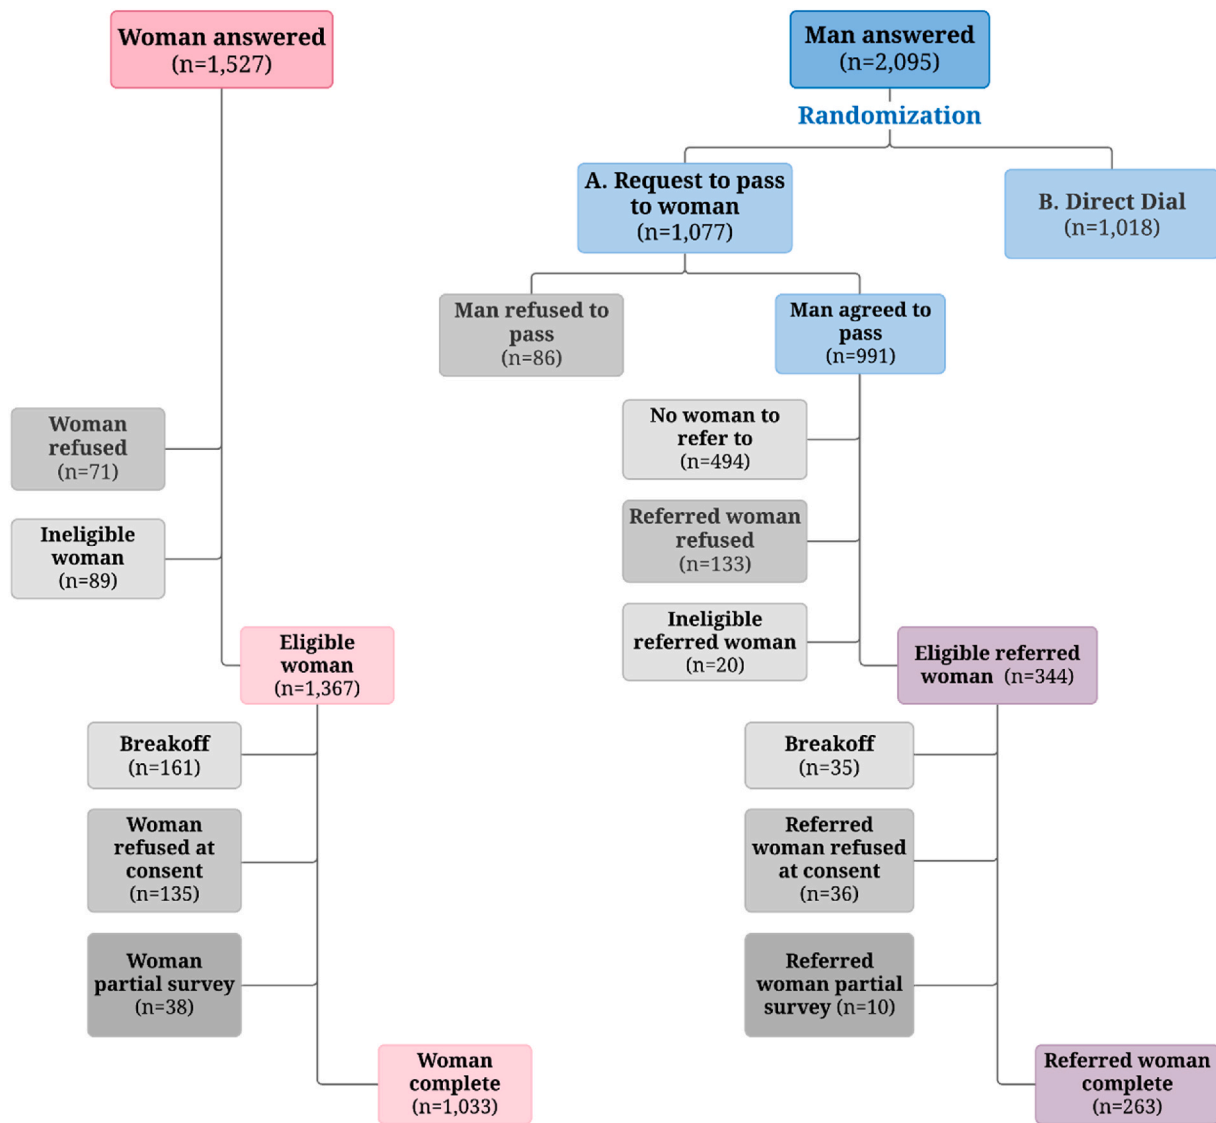 Woman answered
(n=1,527)
Man answered
(n=2,095)
Randomization
A. Request to pass
to woman
(n=1,077)
B. Direct Dial
(n=1,018)
Man refused to
pass
(n=86)
Man agreed to
pass
(n=991)
Woman
refused
(n=71)
No woman to
refer to
(n=494)
Ineligible
woman
(n=89)
Referred woman
refused
(n=133)
Ineligible
referred woman
(n=20)
Eligible
woman
(n=1,367)
Eligible referred
woman (n=344)
Breakoff
(n=161)
Woman
refused at
consent
(n=135)
Woman
partial survey
(n=38)
Woman
complete
(n=1,033)
Breakoff
(n=35)
Referred
woman refused
at consent
(n=36)
Referred
woman partial
survey (n=10)
Referred woman
complete
(n=263)